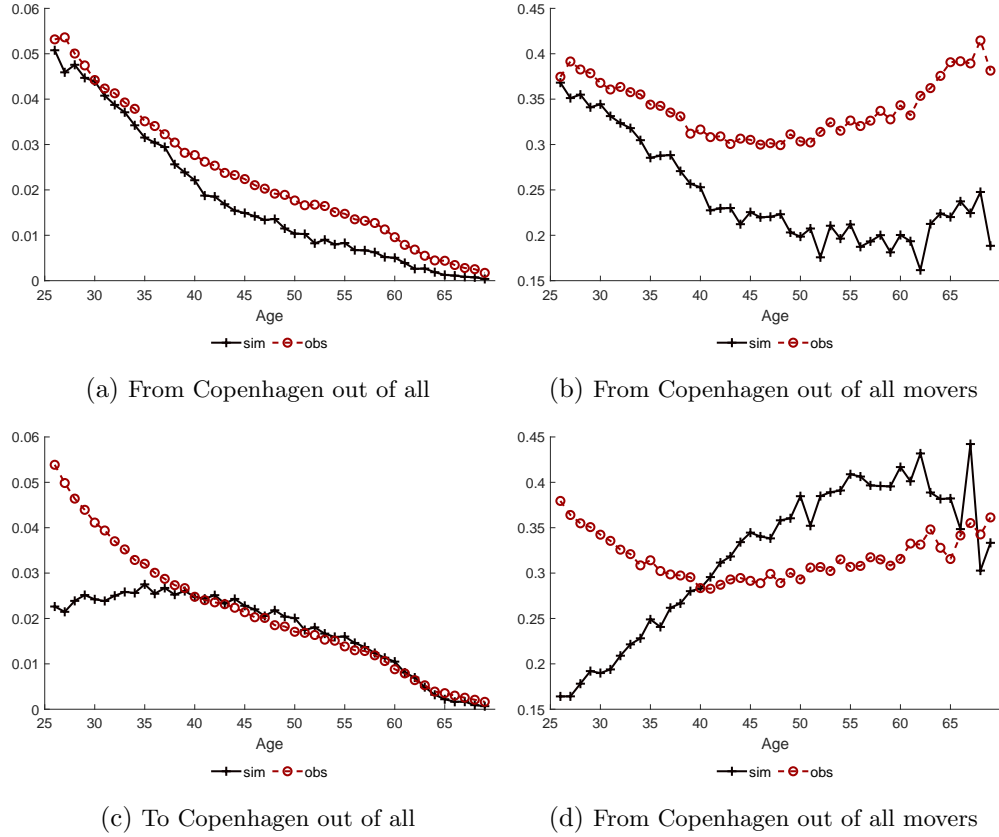 0.06
0.05
0.04
0.03
0.02
0.01
0
25 30 35 40 45 50 55 60 65
Age
sim obs
(a) From Copenhagen out of all
0.45
0.4
0.35
0.3
0.25
0.2
0.15
25 30 35 40 45 50 55 60 65
Age
sim obs
(b) From Copenhagen out of all movers
0.06
0.05
0.04
0.03
0.02
0.01
0
25 30 35 40 45 50 55 60 65
Age
sim obs
(c) To Copenhagen out of all
0.45
0.4
0.35
0.3
0.25
0.2
0.15
25 30 35 40 45 50 55 60 65
Age
sim obs
(d) From Copenhagen out of all movers